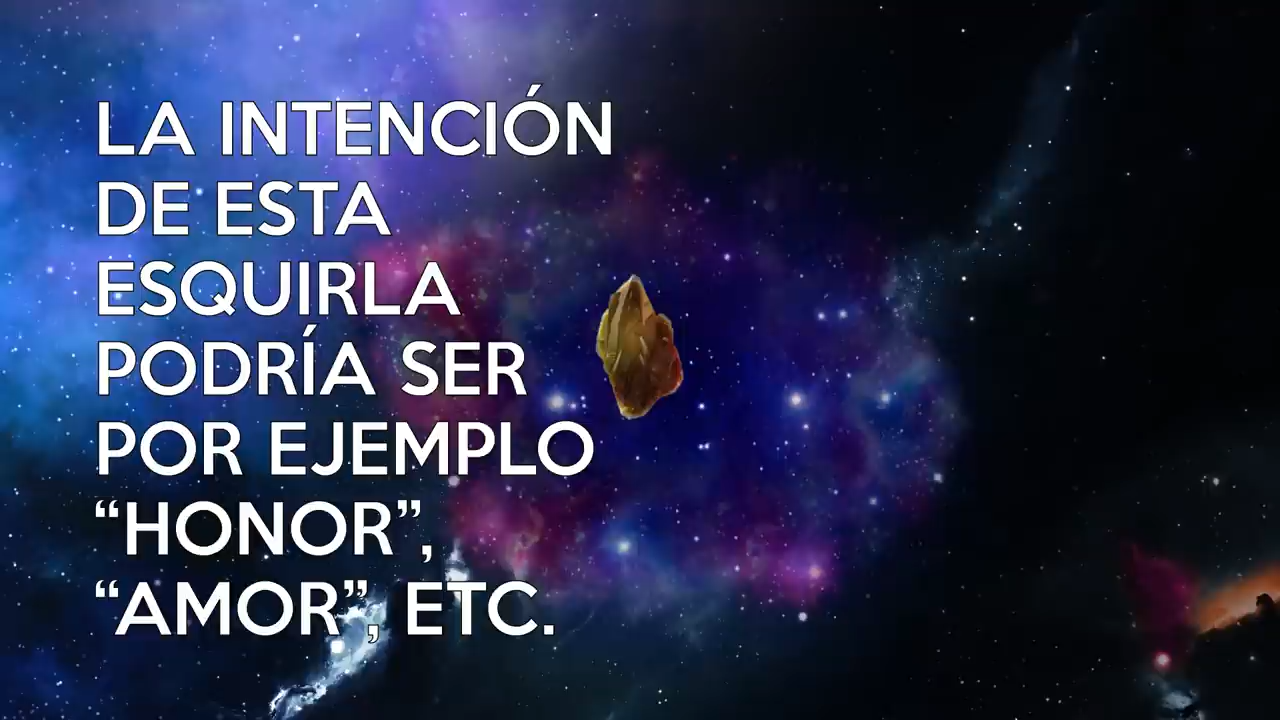 LA INTENCIÓN
DE ESTA
ESQUIRLA
PODRÍA SER
POR EJEMPLO
“HONOR”,
“AMOR”, ETC.